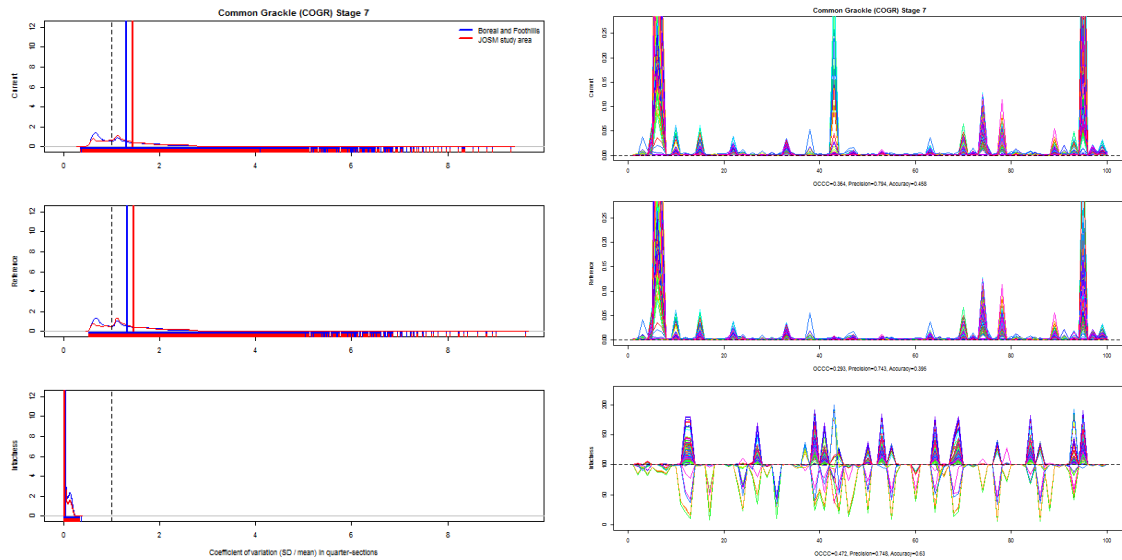 Common Grackle (COGR) Stage 7
Boreal and Foothills
JOSM study area
Current
0 2 4 6 8 10 12
0 2 4 6 8
Reference
0 2 4 6 8 10 12
0 2 4 6 8
Intactness
0 2 4 6 8 10 12
0 2 4 6 8
Coefficient of variation (SD / mean) in quarter-sections
Common Grackle (COGR) Stage 7
Current
0.00 0.05 0.10 0.15 0.20 0.25
0 20 40 60 80 100
OCCC=0.364, Precision=0.794, Accuracy=0.458
Reference
0.00 0.05 0.10 0.15 0.20 0.25
0 20 40 60 80 100
OCCC=0.293, Precision=0.743, Accuracy=0.395
Intactness
0 50 100 150 200
0 20 40 60 80 100
OCCC=0.472, Precision=0.748, Accuracy=0.63